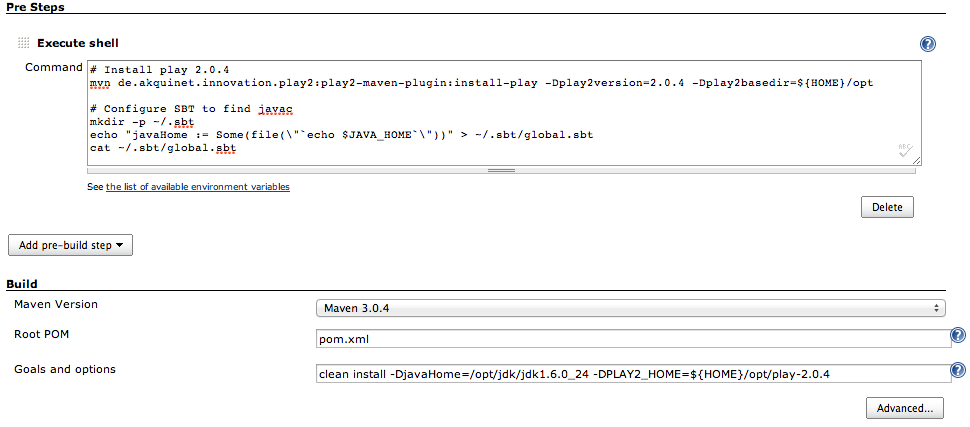 Pre Steps
Execute shell
?
Command
# Install play 2.0.4
mvn de.akquinet.innovation.play2:play2-maven-plugin:install-play -Dplay2version=2.0.4 -Dplay2basedir=${HOME}/opt
# Configure SBT to find javac
mkdir -p ~/.sbt
echo "javaHome := Some(file(\"`echo $JAVA_HOME`\"))" > ~/.sbt/global.sbt
cat ~/.sbt/global.sbt
ABC
See the list of available environment variables
Delete
Add pre-build step
Build
Maven Version
Maven 3.0.4
Root POM
pom.xml
?
Goals and options
clean install -DjavaHome=/opt/jdk/jdk1.6.0_24 -DPLAY2_HOME=${HOME}/opt/play-2.0.4
?
Advanced...